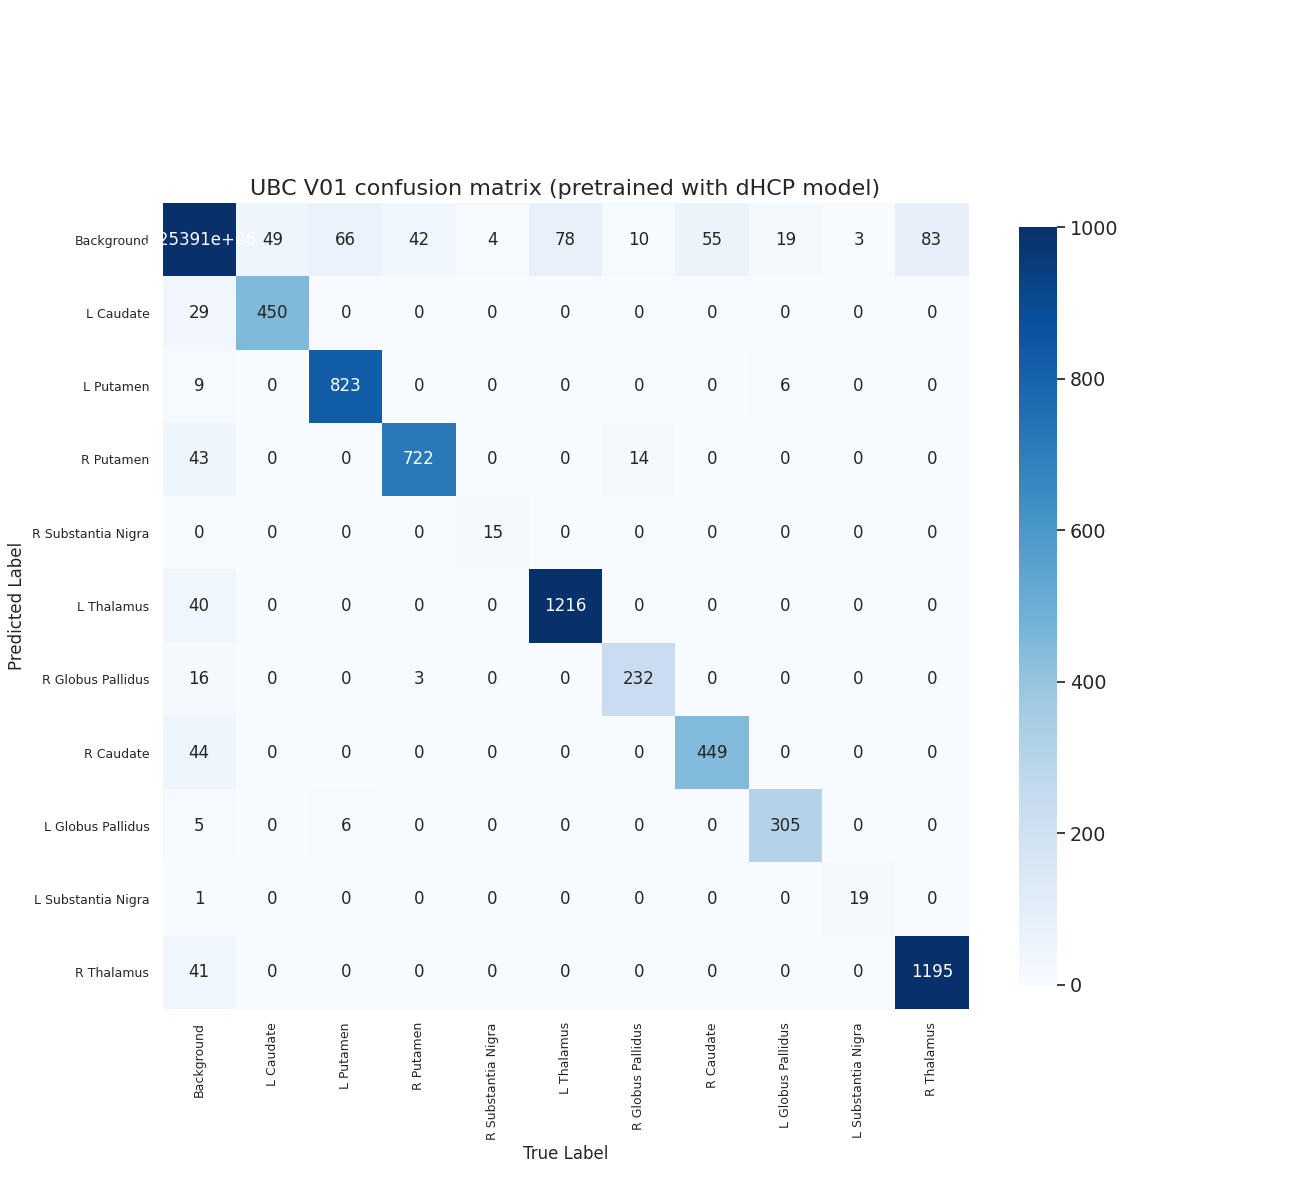 UBC V01 confusion matrix (pretrained with dHCP model)
Background 25391e+06 49 66 42 4 78 10 55 19 3 83
L Caudate 29 450 0 0 0 0 0 0 0 0 0
L Putamen 9 0 823 0 0 0 0 0 6 0 0
R Putamen 43 0 0 722 0 0 14 0 0 0 0
R Substantia Nigra 0 0 0 0 15 0 0 0 0 0 0
L Thalamus 40 0 0 0 0 1216 0 0 0 0 0
R Globus Pallidus 16 0 0 3 0 0 232 0 0 0 0
R Caudate 44 0 0 0 0 0 0 449 0 0 0
L Globus Pallidus 5 0 6 0 0 0 0 0 305 0 0
L Substantia Nigra 1 0 0 0 0 0 0 0 0 19 0
R Thalamus 41 0 0 0 0 0 0 0 0 0 1195
Predicted Label
Background
L Caudate
L Putamen
R Putamen
R Substantia Nigra
L Thalamus
R Globus Pallidus
R Caudate
L Globus Pallidus
L Substantia Nigra
R Thalamus
True Label
1000
800
600
400
200
0